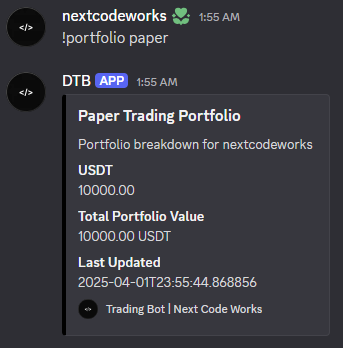 </>
nextcodeworks 1:55 AM
!portfolio paper
</>
DTB APP 1:55 AM
Paper Trading Portfolio
Portfolio breakdown for nextcodeworks
USDT
10000.00
Total Portfolio Value
10000.00 USDT
Last Updated
2025-04-01T23:55:44.868856
</> Trading Bot | Next Code Works